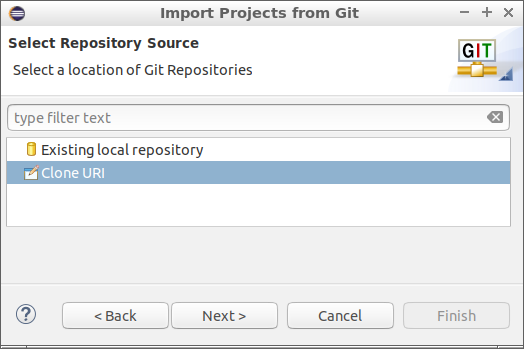 Import Projects from Git
Select Repository Source
Select a location of Git Repositories
GIT
type filter text
Existing local repository
Clone URI
?
< Back
Next >
Cancel
Finish